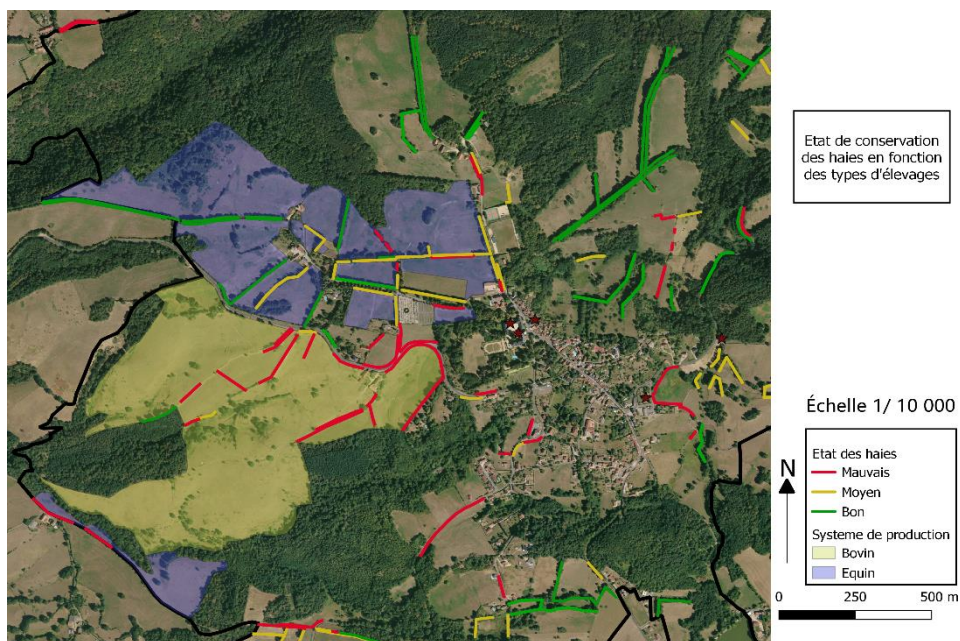 Etat de conservation
des haies en fonction
des types d'élevages
Échelle 1/ 10 000
Etat des haies
Mauvais
Moyen
Bon
Systeme de production
Bovin
Equin
N
0 250 500 m